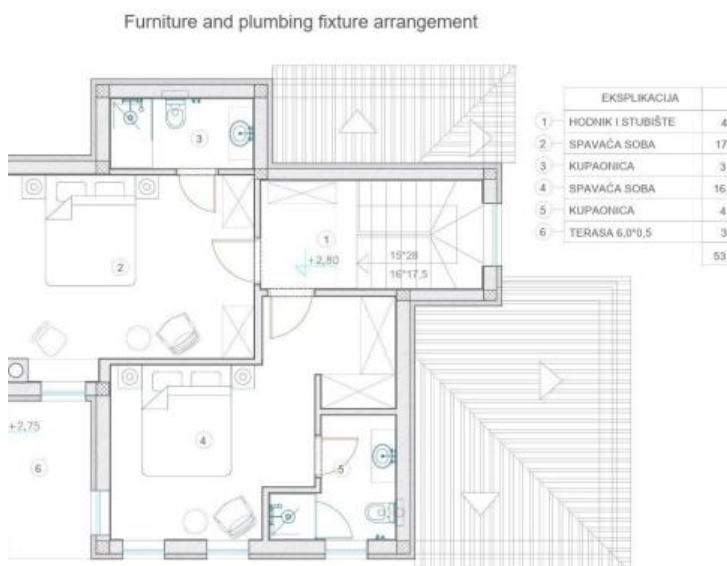 Furniture and plumbing fixture arrangement
EKSPLIKACIJA
1 HODNIK I STUBIŠTE 4
2 SPAVAĆA SOBA 17
3 KUPAONICA 3
4 SPAVAĆA SOBA 16
5 KUPAONICA 4
6 TERASA 6,0*0,5 3
53
3
1
2
+2,80
15*28
16*17,5
+2,75
6
4
5